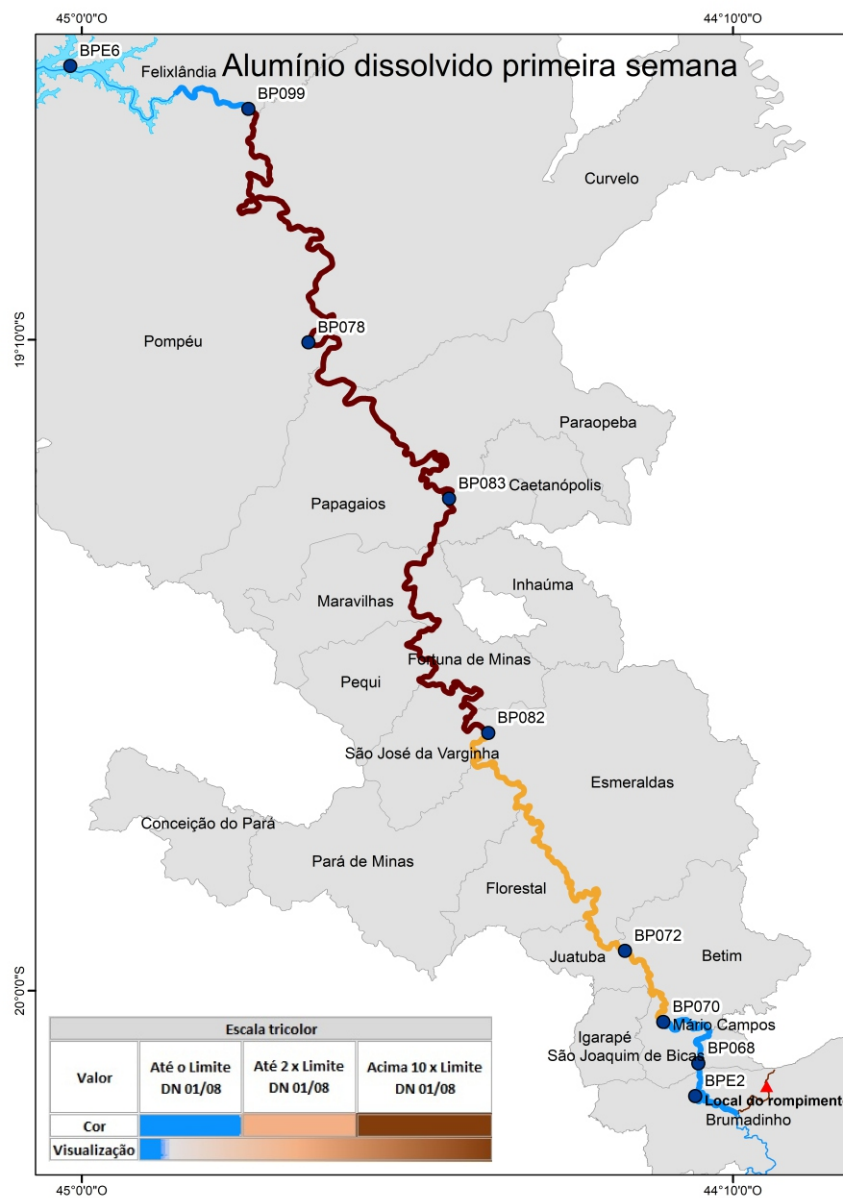 45°0'0"O
44°10'0"O
BPE6
Felixlândia
Alumínio dissolvido primeira semana
BP099
Curvelo
19°10'0"S
BP078
Pompéu
Paraopeba
BP083
Caetanópolis
Papagaios
Inhaúma
Maravilhas
Fortuna de Minas
Pequi
BP082
São José da Varginha
Esmeraldas
Conceição do Pará
Pará de Minas
Florestal
BP072
Juatuba
Betim
20°0'0"S
BP070
Mário Campos
Igarapé
São Joaquim de Bicas
BP068
BPE2
Local do rompimento
Brumadinho
Escala tricolor
Valor
Até o Limite
DN 01/08
Até 2 x Limite
DN 01/08
Acima 10 x Limite
DN 01/08
Cor
Visualização
45°0'0"O
44°10'0"O